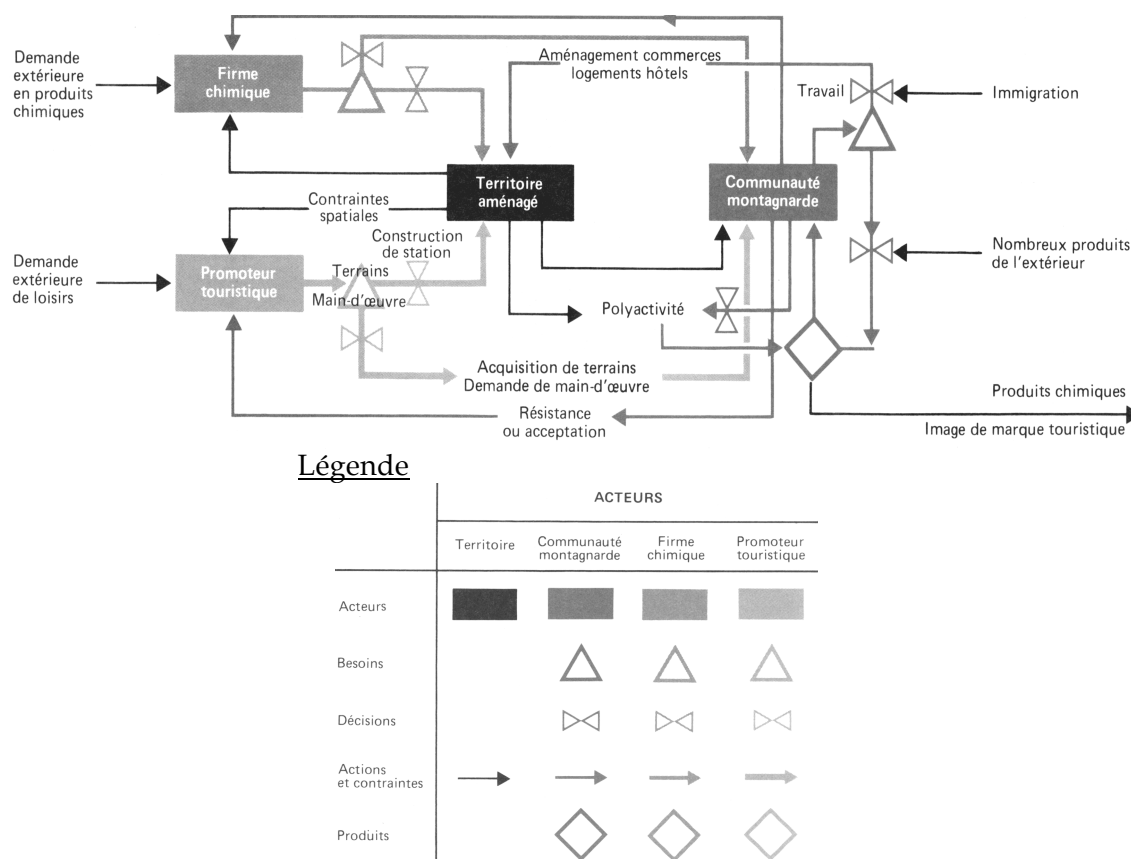 Demande
extérieure
en produits
chimiques
Firme
chimique
Aménagement commerces
logements hôtels
Travail
Immigration
Territoire
aménagé
Communauté
montagnarde
Contraintes
spatiales
Construction
de station
Nombreux produits
de l'extérieur
Demande
extérieure
de loisirs
Promoteur
touristique
Terrains
Main-d'œuvre
Polyactivité
Acquisition de terrains
Demande de main-d'œuvre
Produits chimiques
Résistance
ou acceptation
Image de marque touristique
Légende
ACTEURS
Territoire
Communauté
montagnarde
Firme
chimique
Promoteur
touristique
Acteurs
Besoins
Décisions
Actions
et contraintes
Produits